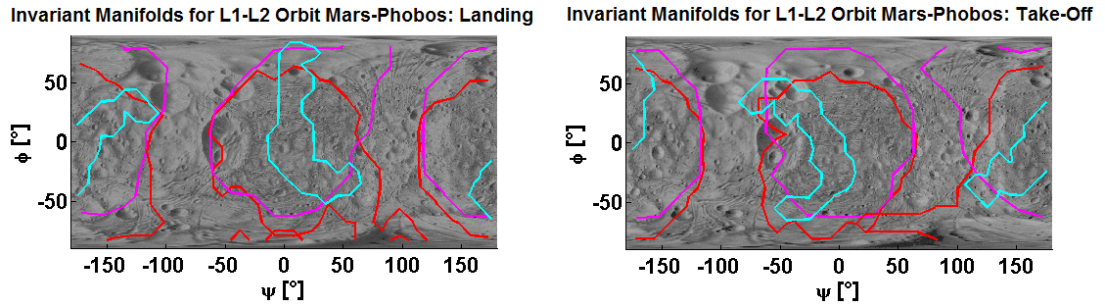 Invariant Manifolds for L1-L2 Orbit Mars-Phobos: Landing
50
0
-50
ϕ [°]
-150 -100 -50 0 50 100 150
ψ [°]
Invariant Manifolds for L1-L2 Orbit Mars-Phobos: Take-Off
50
0
-50
ϕ [°]
-150 -100 -50 0 50 100 150
ψ [°]